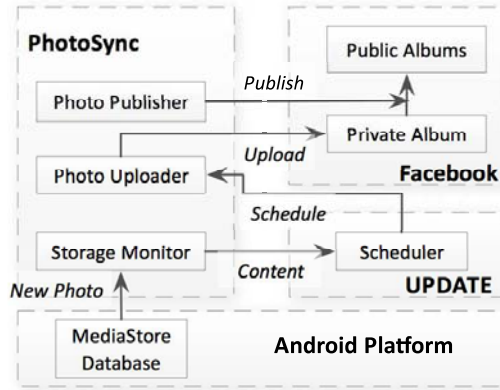 PhotoSync
Public Albums
Photo Publisher
Publish
Private Album
Upload
Photo Uploader
Facebook
Schedule
Storage Monitor
Scheduler
Content
UPDATE
New Photo
MediaStore
Database
Android Platform